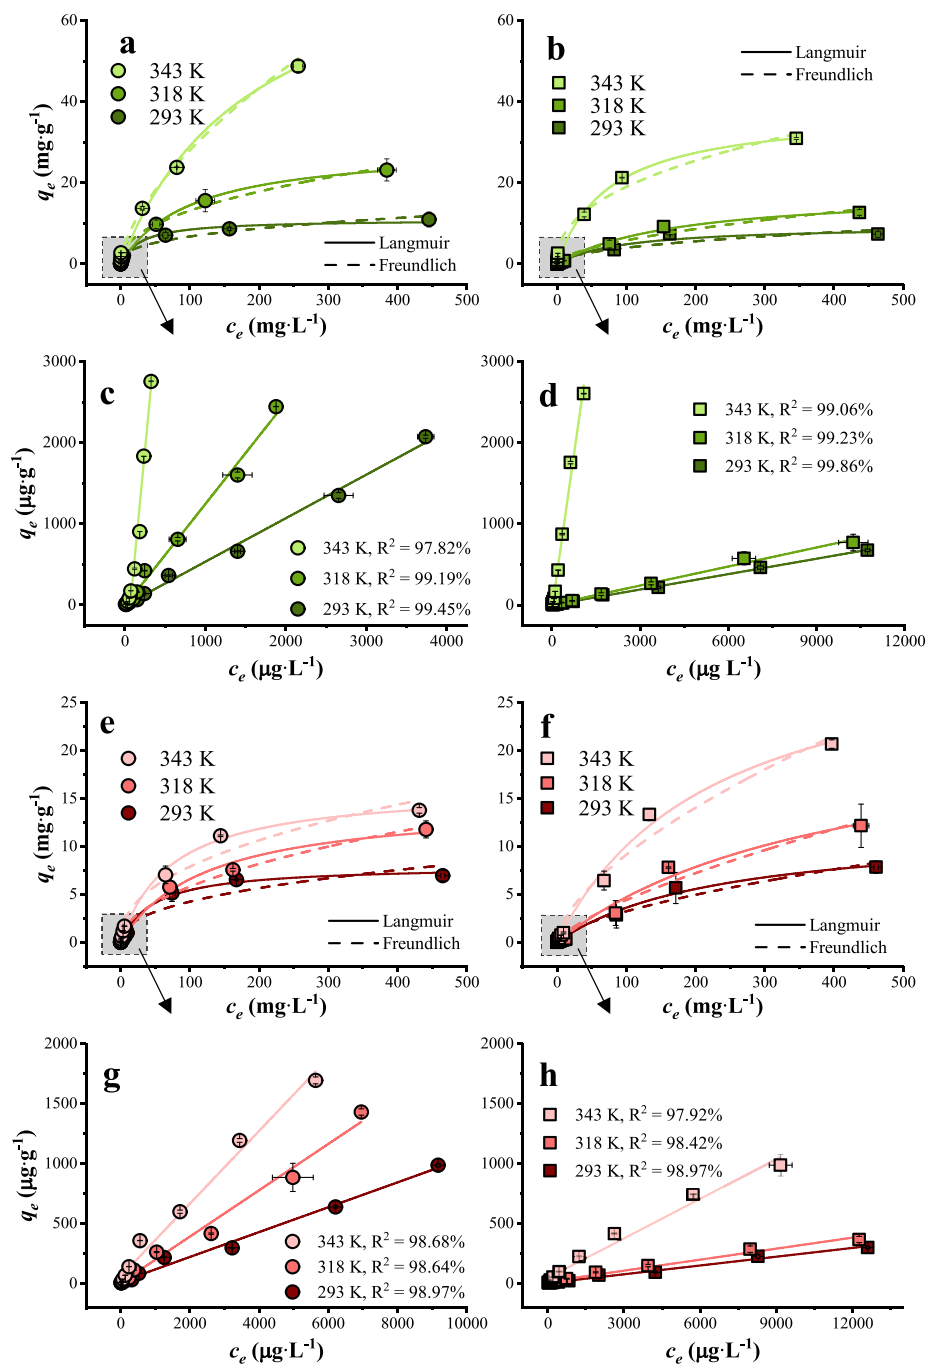 a
343 K
318 K
293 K
Langmuir
Freundlich
60
40
20
0
0
100
200
300
400
500
qe (mg·g-1)
ce (mg·L-1)
b
Langmuir
Freundlich
343 K
318 K
293 K
60
40
20
0
0
100
300
400
500
ce (mg·L-1)
c
3000
2000
1000
0
343 K, R2 = 97.82%
318 K, R2 = 99.19%
293 K, R2 = 99.45%
0
1000
2000
3000
4000
qe (μg·g-1)
ce (μg·L-1)
d
3000
2000
1000
0
343 K, R2 = 99.06%
318 K, R2 = 99.23%
293 K, R2 = 99.86%
0
3000
6000
9000
12000
ce (μg L-1)
e
343 K
318 K
293 K
Langmuir
Freundlich
25
20
15
10
5
0
0
100
200
300
400
500
qe (mg·g-1)
ce (mg·L-1)
f
343 K
318 K
293 K
Langmuir
Freundlich
25
20
15
10
5
0
0
100
200
300
400
500
ce (mg·L-1)
g
2000
1500
1000
500
0
343 K, R2 = 98.68%
318 K, R2 = 98.64%
293 K, R2 = 98.97%
0
2000
4000
6000
8000
10000
qe (μg·g-1)
ce (μg·L-1)
h
343 K, R2 = 97.92%
318 K, R2 = 98.42%
293 K, R2 = 98.97%
2000
1500
1000
500
0
0
3000
6000
9000
12000
ce (μg·L-1)